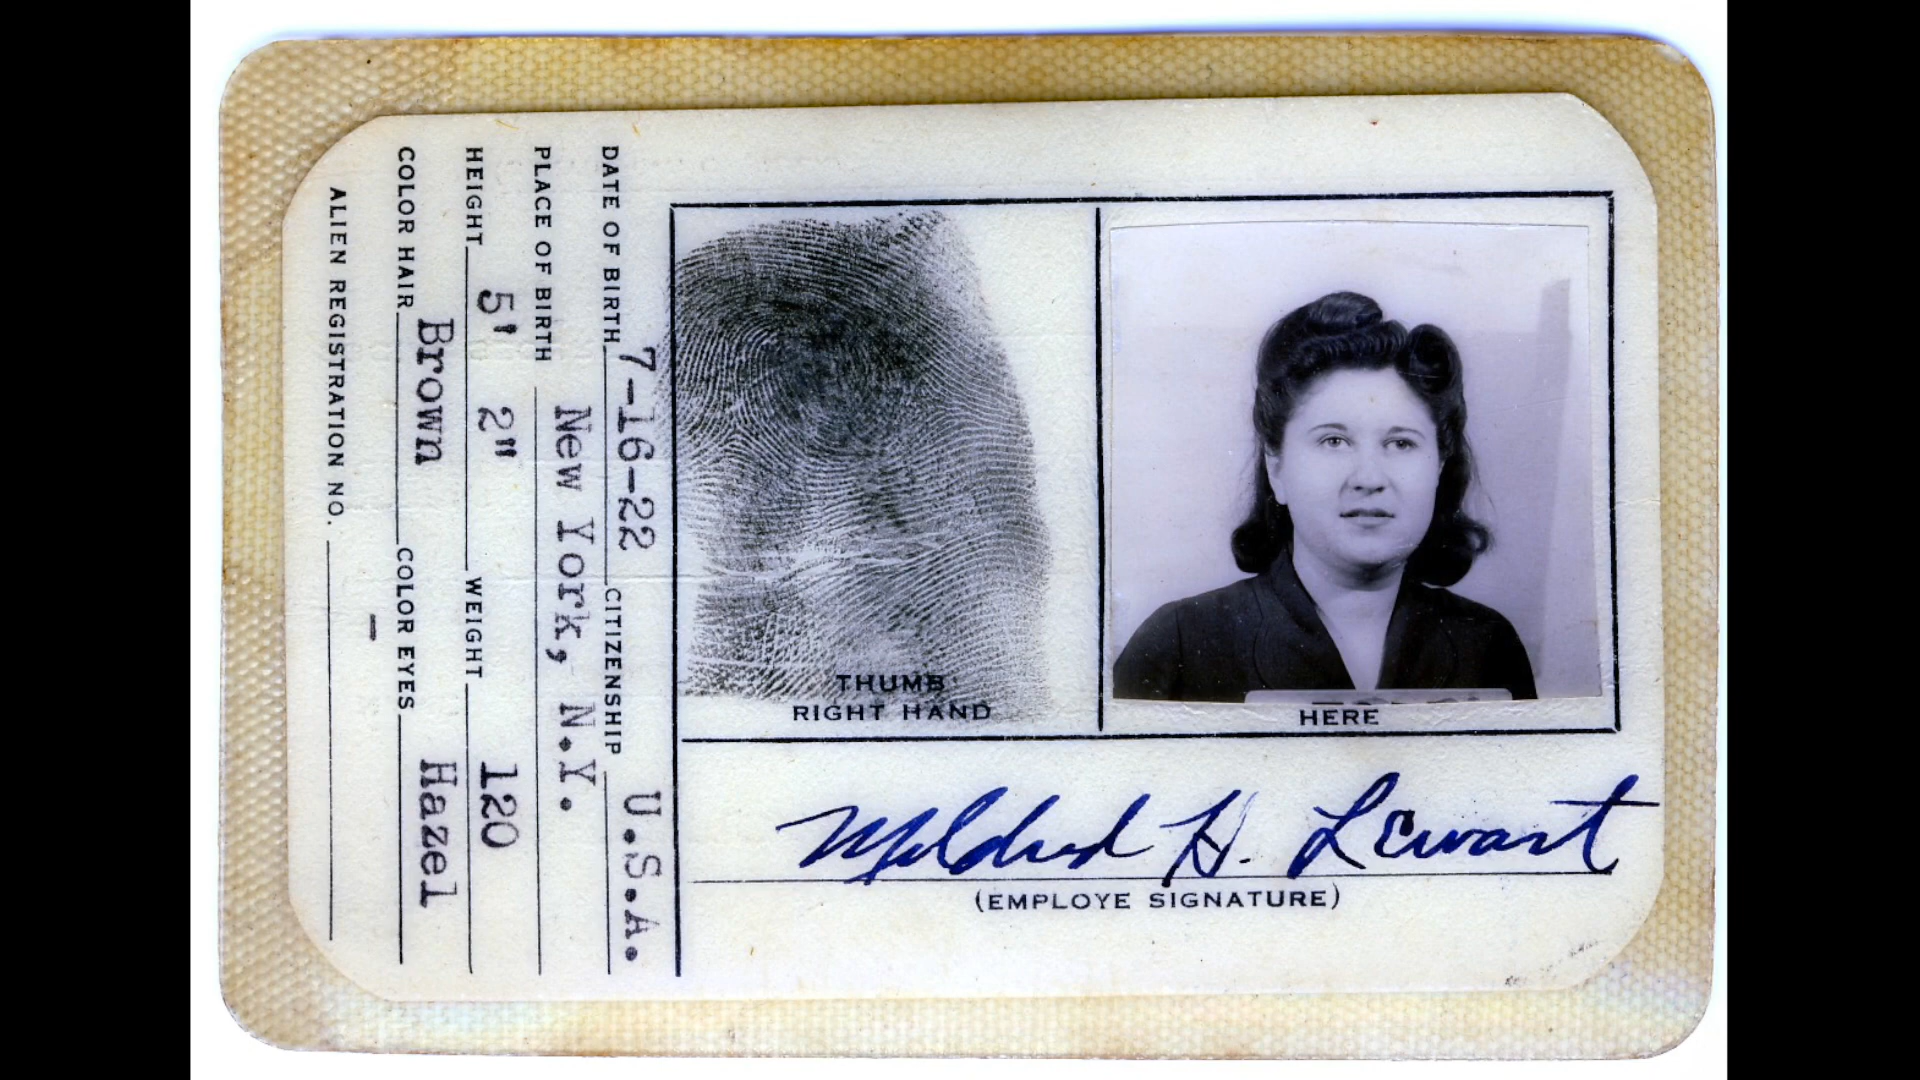 DATE OF BIRTH 7-16-22 CITIZENSHIP U.S.A.
PLACE OF BIRTH New York, N.Y.
HEIGHT 5' 2" WEIGHT 120
COLOR HAIR Brown COLOR EYES Hazel
ALIEN REGISTRATION NO. -
THUMB
RIGHT HAND
HERE
Mildred H. Lewart
(EMPLOYE SIGNATURE)